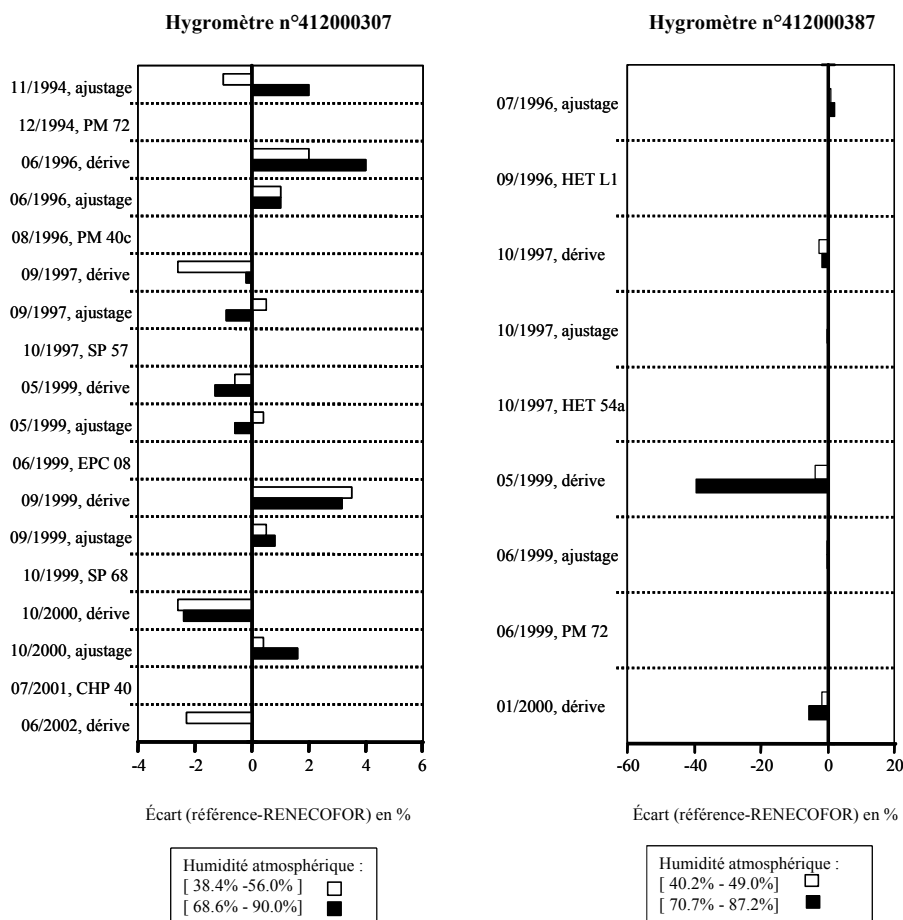 Hygromètre n°412000307
11/1994, ajustage
12/1994, PM 72
06/1996, dérive
06/1996, ajustage
08/1996, PM 40c
09/1997, dérive
09/1997, ajustage
10/1997, SP 57
05/1999, dérive
05/1999, ajustage
06/1999, EPC 08
09/1999, dérive
09/1999, ajustage
10/1999, SP 68
10/2000, dérive
10/2000, ajustage
07/2001, CHP 40
06/2002, dérive
-4 -2 0 2 4 6
Écart (référence-RENECOFOR) en %
Humidité atmosphérique :
[ 38.4% -56.0% ]
[ 68.6% - 90.0%]
Hygromètre n°412000387
07/1996, ajustage
09/1996, HET L1
10/1997, dérive
10/1997, ajustage
10/1997, HET 54a
05/1999, dérive
06/1999, ajustage
06/1999, PM 72
01/2000, dérive
-60 -40 -20 0 20
Écart (référence-RENECOFOR) en %
Humidité atmosphérique :
[ 40.2% - 49.0%]
[ 70.7% - 87.2%]